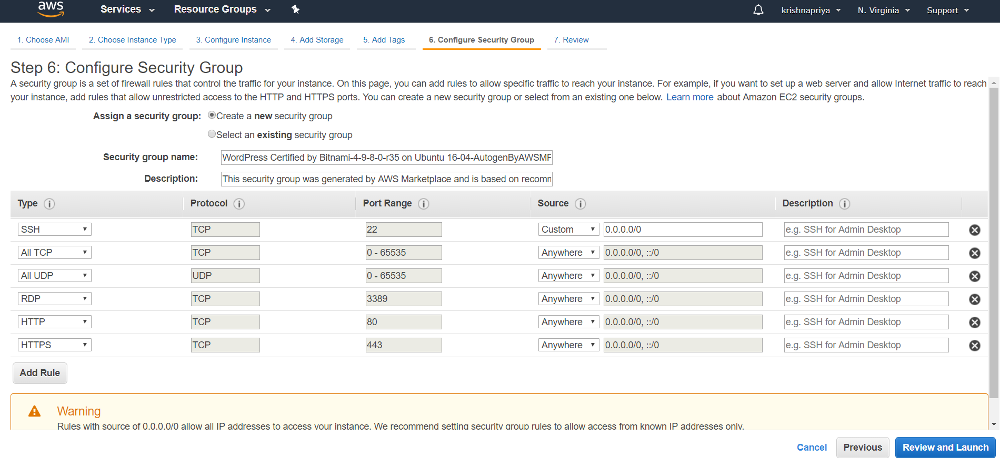 aws Services Resource Groups krishnapriya N. Virginia Support
1. Choose AMI 2. Choose Instance Type 3. Configure Instance 4. Add Storage 5. Add Tags 6. Configure Security Group 7. Review
Step 6: Configure Security Group
A security group is a set of firewall rules that control the traffic for your instance. On this page, you can add rules to allow specific traffic to reach your instance. For example, if you want to set up a web server and allow Internet traffic to reach
your instance, add rules that allow unrestricted access to the HTTP and HTTPS ports. You can create a new security group or select from an existing one below. Learn more about Amazon EC2 security groups.
Assign a security group: Create a new security group
Select an existing security group
Security group name: WordPress Certified by Bitnami-4-9-8-0-r35 on Ubuntu 16-04-AutogenByAWSMP
Description: This security group was generated by AWS Marketplace and is based on recomm
Type i Protocol i Port Range i Source i Description i
SSH TCP 22 Custom 0.0.0.0/0 e.g. SSH for Admin Desktop
All TCP TCP 0 - 65535 Anywhere 0.0.0.0/0, ::/0 e.g. SSH for Admin Desktop
All UDP UDP 0 - 65535 Anywhere 0.0.0.0/0, ::/0 e.g. SSH for Admin Desktop
RDP TCP 3389 Anywhere 0.0.0.0/0, ::/0 e.g. SSH for Admin Desktop
HTTP TCP 80 Anywhere 0.0.0.0/0, ::/0 e.g. SSH for Admin Desktop
HTTPS TCP 443 Anywhere 0.0.0.0/0, ::/0 e.g. SSH for Admin Desktop
Add Rule
Warning
Rules with source of 0.0.0.0/0 allow all IP addresses to access your instance. We recommend setting security group rules to allow access from known IP addresses only.
Cancel Previous Review and Launch